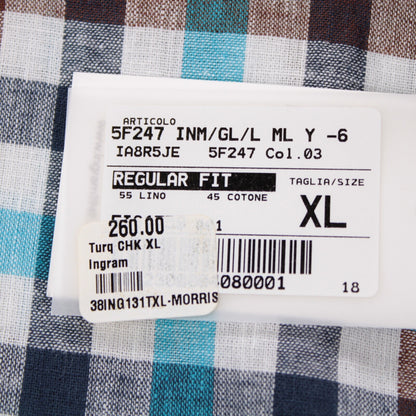 ARTICOLO
5F247 INM/GL/L ML Y -6
IA8R5JE 5F247 Col.03
REGULAR FIT
TAGLIA/SIZE
55 LINO 45 COTONE
XL
260.00
Turq CHK XL
Ingram
38ING131TXL-MORRIS
080001
18